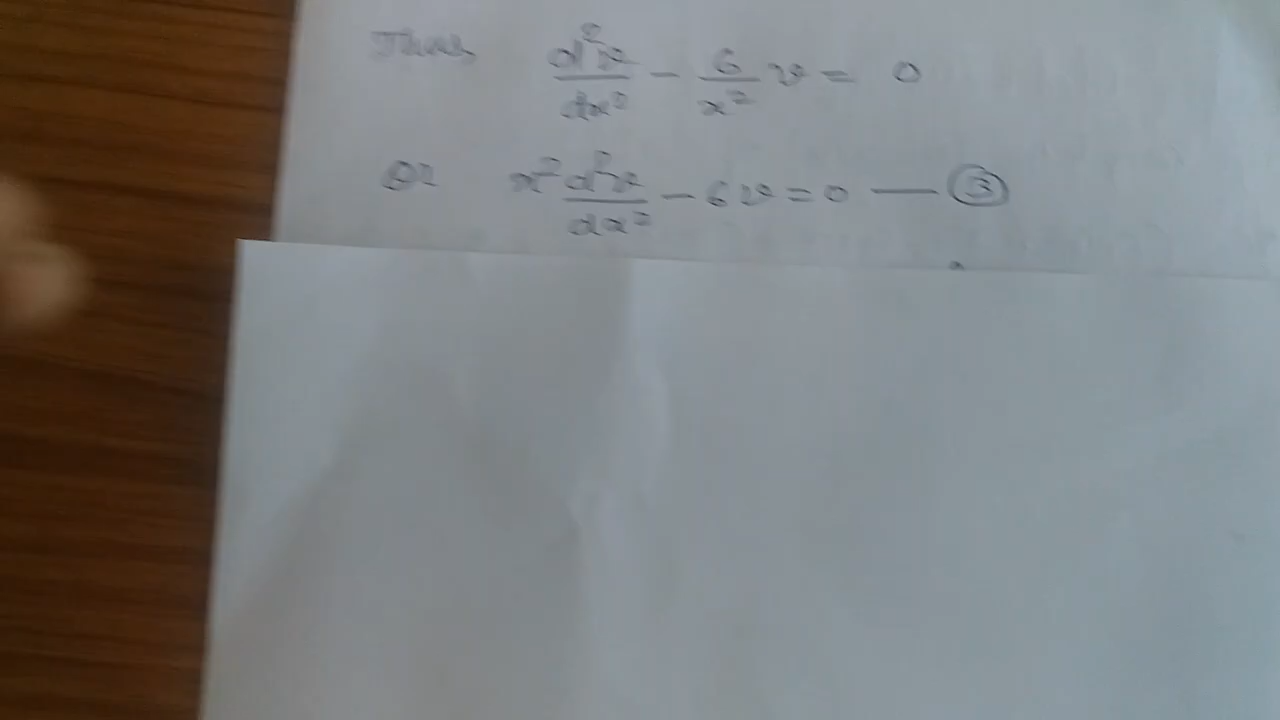 Thus d²v/dx² - 6/x² v = 0
Or x² d²v/dx² - 6v = 0 — ③